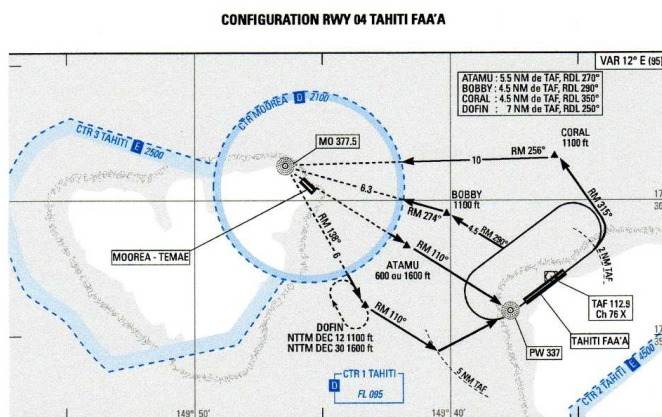 CONFIGURATION RWY 04 TAHITI FAA'A
VAR 12° E (95)
ATAMU : 5.5 NM de TAF, RDL 270°
BOBBY : 4.5 NM de TAF, RDL 290°
CORAL : 4.5 NM de TAF, RDL 350°
DOFIN : 7 NM de TAF, RDL 250°
CTR 3 TAHITI E 2500
CTR MOOREA D 2100
MO 377.5
CORAL
1100 ft
RM 256°
10
6.3
RM 315°
BOBBY
1100 ft
RM 274°
4.5
RM 290°
2 NM TAF
MOOREA - TEMAE
RM 138°
6
RM 110°
ATAMU
600 ou 1600 ft
TAF 112.9
Ch 76 X
TAHITI FAA'A
PW 337
RM 110°
DOFIN
NTTM DEC 12 1100 ft
NTTM DEC 30 1600 ft
5 NM TAF
D
CTR 1 TAHITI
FL 095
CTR 2 TAHITI E 4500
17
35
149° 50
149° 40